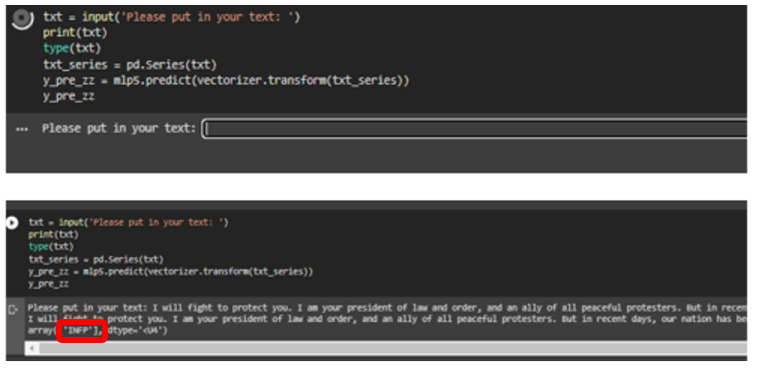 txt = input('Please put in your text: ')
print(txt)
type(txt)
txt_series = pd.Series(txt)
y_pre_zz = mlp5.predict(vectorizer.transform(txt_series))
y_pre_zz
... Please put in your text:
txt = input('Please put in your text: ')
print(txt)
type(txt)
txt_series = pd.Series(txt)
y_pre_zz = mlp5.predict(vectorizer.transform(txt_series))
y_pre_zz
Please put in your text: I will fight to protect you. I am your president of law and order, and an ally of all peaceful protesters. But in recen
I will fight to protect you. I am your president of law and order, and an ally of all peaceful protesters. But in recent days, our nation has be
array(['INFP'], dtype='<U4')